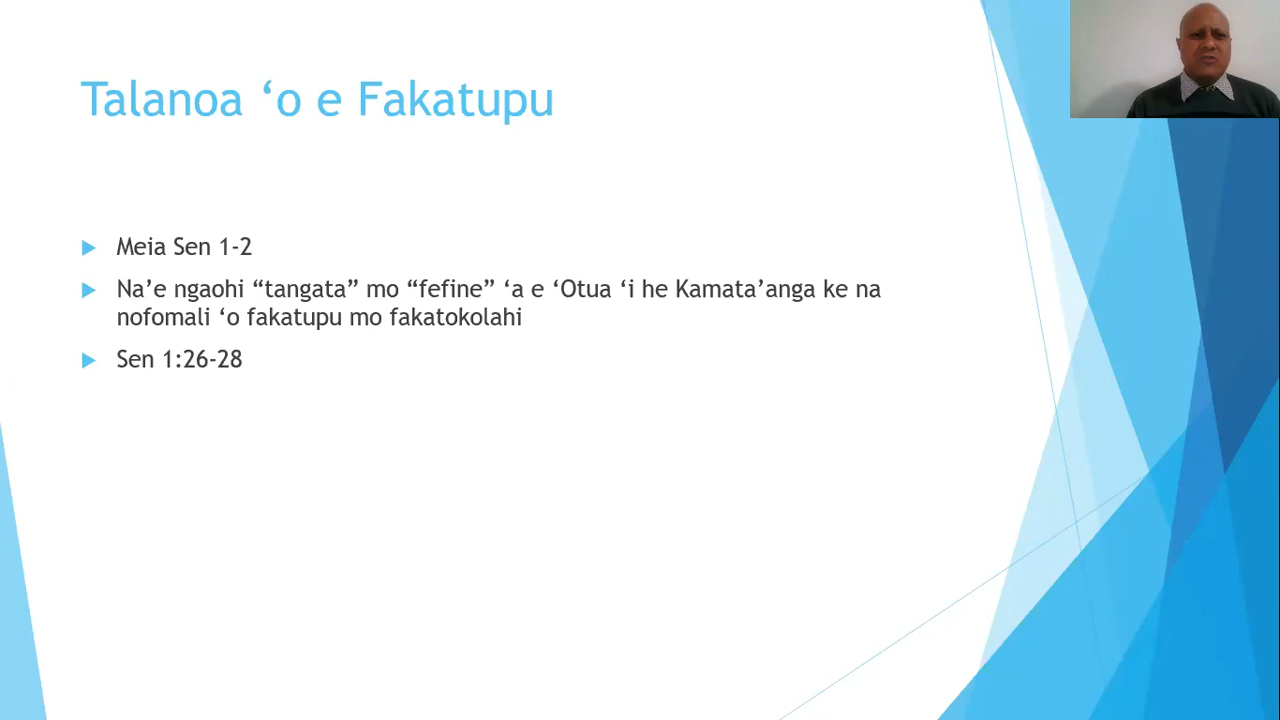 Talanoa ‘o e Fakatupu
Meia Sen 1-2
Na’e ngaohi “tangata” mo “fefine” ‘a e ‘Otua ‘i he Kamata’anga ke na
nofomali ‘o fakatupu mo fakatokolahi
Sen 1:26-28